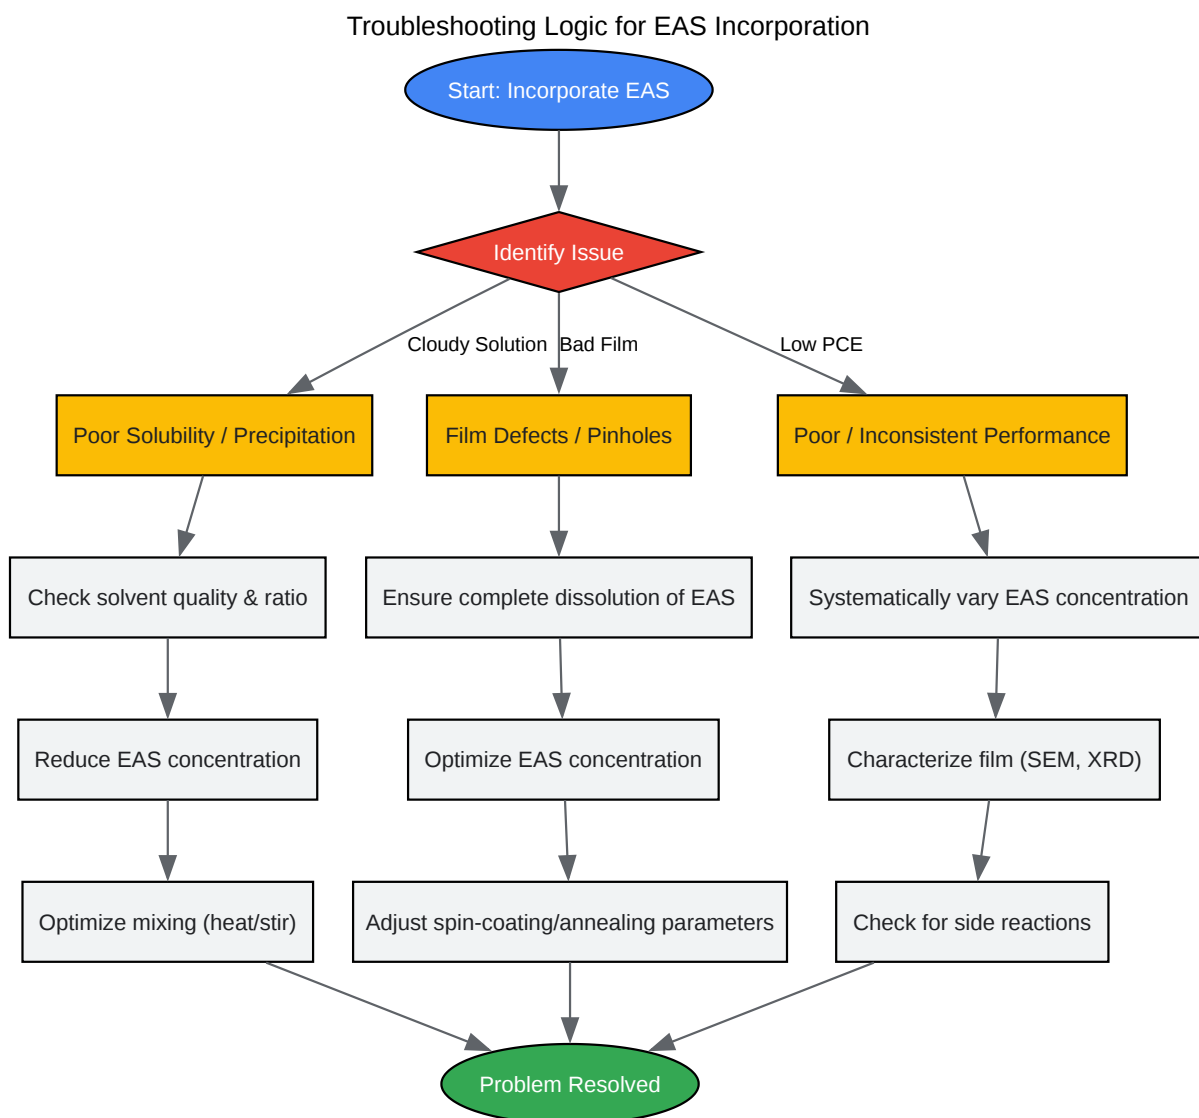 Troubleshooting Logic for EAS Incorporation
Start: Incorporate EAS
Identify Issue
Cloudy Solution
Bad Film
Low PCE
Poor Solubility / Precipitation
Film Defects / Pinholes
Poor / Inconsistent Performance
Check solvent quality & ratio
Ensure complete dissolution of EAS
Systematically vary EAS concentration
Reduce EAS concentration
Optimize EAS concentration
Characterize film (SEM, XRD)
Optimize mixing (heat/stir)
Adjust spin-coating/annealing parameters
Check for side reactions
Problem Resolved